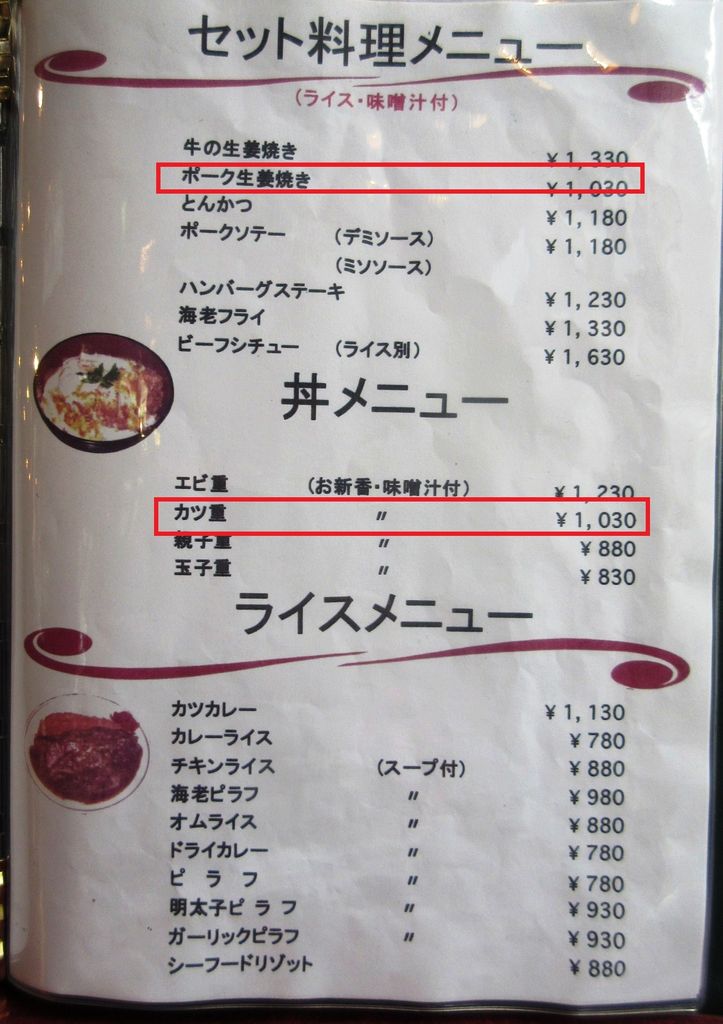 セット料理メニュー
(ライス・味噌汁付)
牛の生姜焼き ¥1,330
ポーク生姜焼き ¥1,030
とんかつ ¥1,180
ポークソテー (デミソース) ¥1,180
(ミソソース)
ハンバーグステーキ ¥1,230
海老フライ ¥1,330
ビーフシチュー (ライス別) ¥1,630
丼メニュー
エビ重 (お新香・味噌汁付) ¥1,230
カツ重 〃 ¥1,030
親子重 〃 ¥880
玉子重 〃 ¥830
ライスメニュー
カツカレー ¥1,130
カレーライス ¥780
チキンライス (スープ付) ¥880
海老ピラフ 〃 ¥980
オムライス 〃 ¥880
ドライカレー 〃 ¥780
ピラフ 〃 ¥780
明太子ピラフ 〃 ¥930
ガーリックピラフ 〃 ¥930
シーフードリゾット ¥880